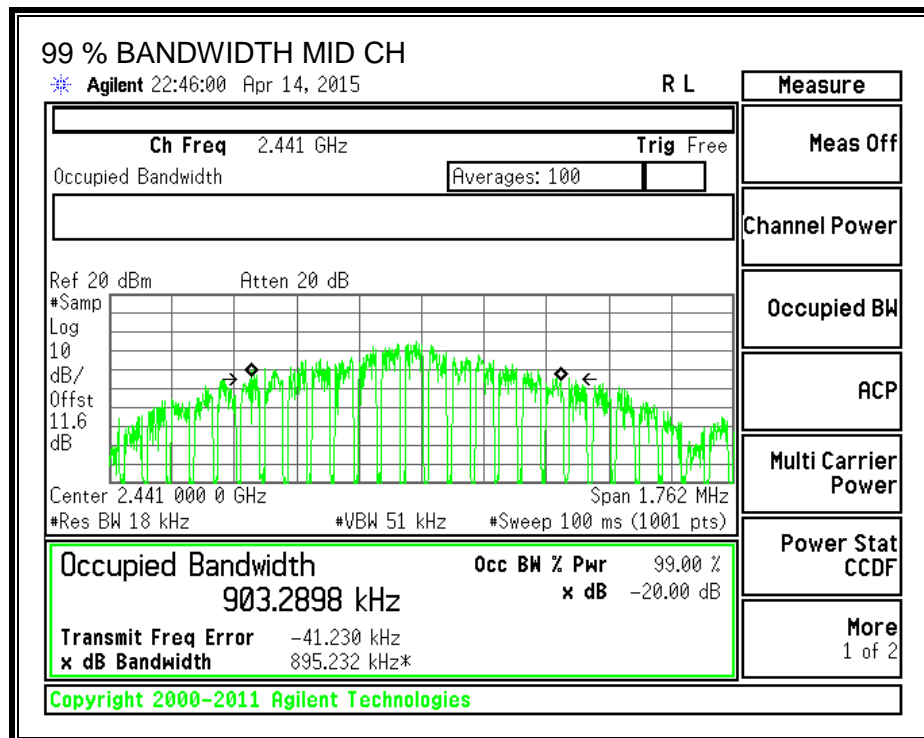 99 % BANDWIDTH MID CH
Agilent 22:46:00 Apr 14, 2015 R L
Measure
Ch Freq 2.441 GHz Trig Free
Meas Off
Occupied Bandwidth Averages: 100
Channel Power
Ref 20 dBm Atten 20 dB
#Samp
Log
10
dB/
Offst
11.6
dB
Occupied BW
ACP
Center 2.441 000 0 GHz Span 1.762 MHz
#Res BW 18 kHz #VBW 51 kHz #Sweep 100 ms (1001 pts)
Multi Carrier
Power
Occupied Bandwidth Occ BW % Pwr 99.00 %
903.2898 kHz x dB -20.00 dB
Transmit Freq Error -41.230 kHz
x dB Bandwidth 895.232 kHz*
Power Stat
CCDF
More
1 of 2
Copyright 2000-2011 Agilent Technologies